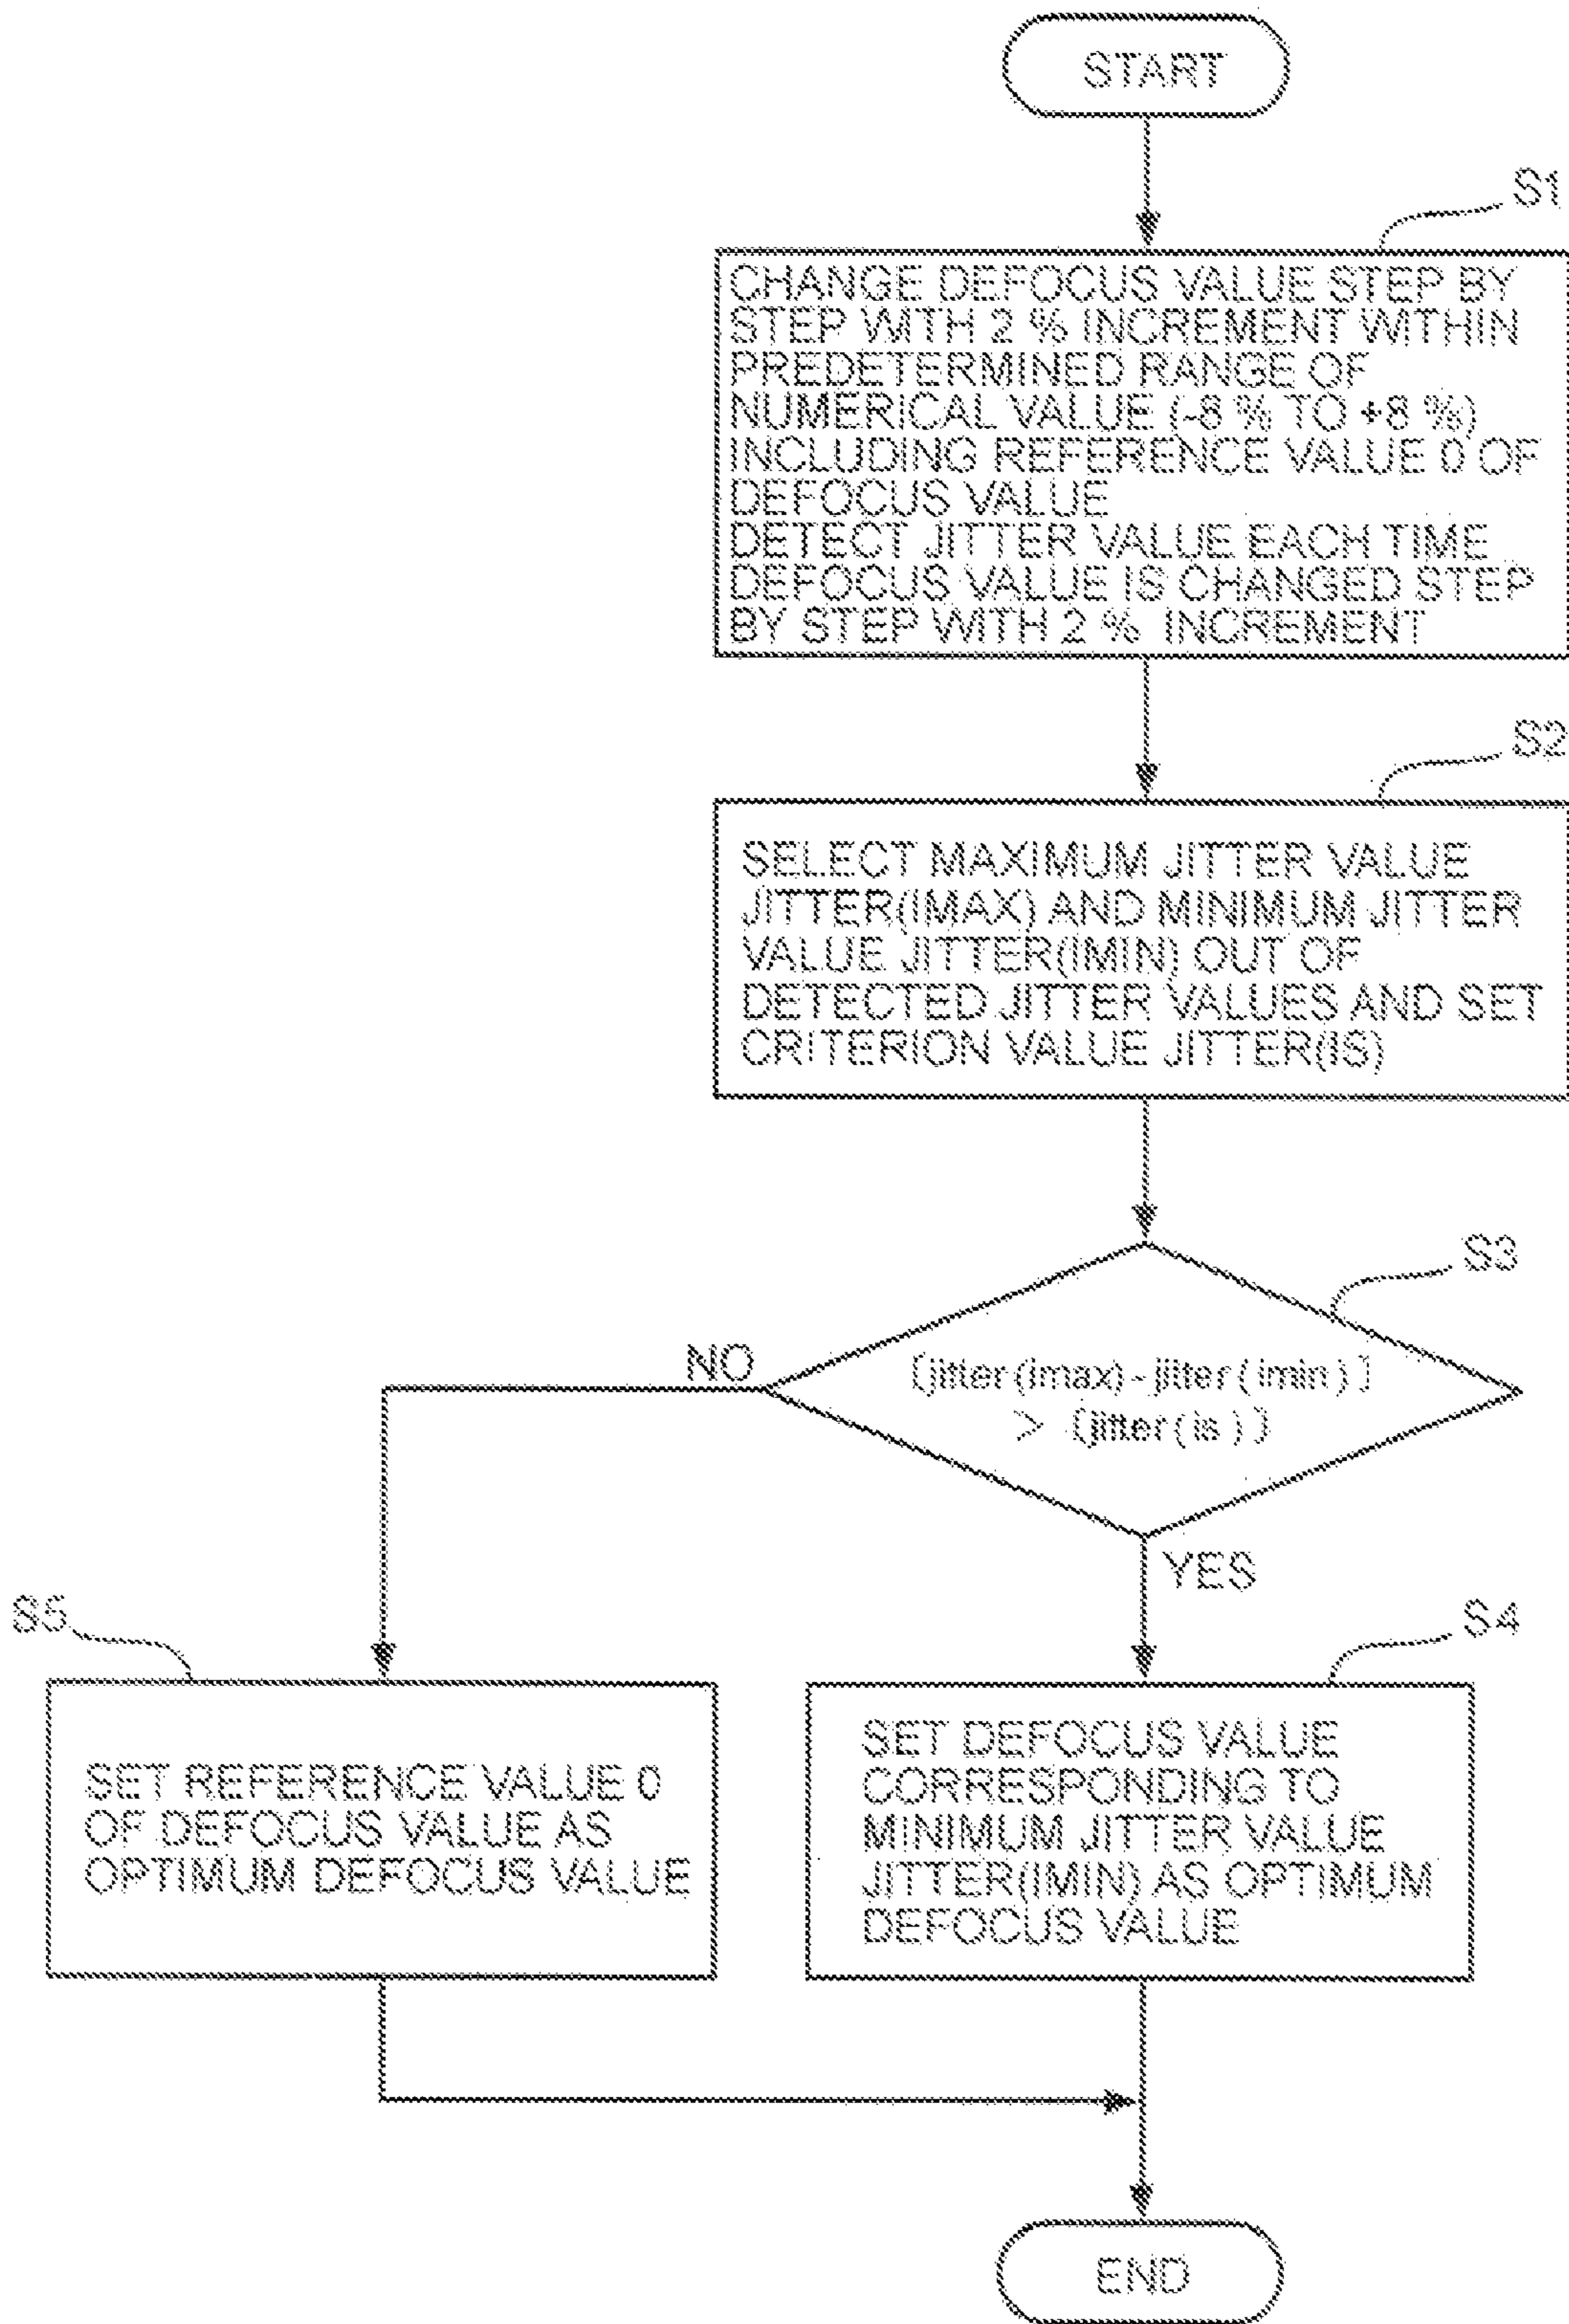 START
S1
CHANGE DEFOCUS VALUE STEP BY
STEP WITH 2 % INCREMENT WITHIN
PREDETERMINED RANGE OF
NUMERICAL VALUE (-8 % TO +8 %)
INCLUDING REFERENCE VALUE 0 OF
DEFOCUS VALUE
DETECT JITTER VALUE EACH TIME
DEFOCUS VALUE IS CHANGED STEP
BY STEP WITH 2 % INCREMENT
S2
SELECT MAXIMUM JITTER VALUE
JITTER(IMAX) AND MINIMUM JITTER
VALUE JITTER(IMIN) OUT OF
DETECTED JITTER VALUES AND SET
CRITERION VALUE JITTER(IS)
S3
NO
[jitter(imax)-jitter(imin)]
> [jitter(is)]
YES
S5
S4
SET REFERENCE VALUE 0
OF DEFOCUS VALUE AS
OPTIMUM DEFOCUS VALUE
SET DEFOCUS VALUE
CORRESPONDING TO
MINIMUM JITTER VALUE
JITTER(IMIN) AS OPTIMUM
DEFOCUS VALUE
END